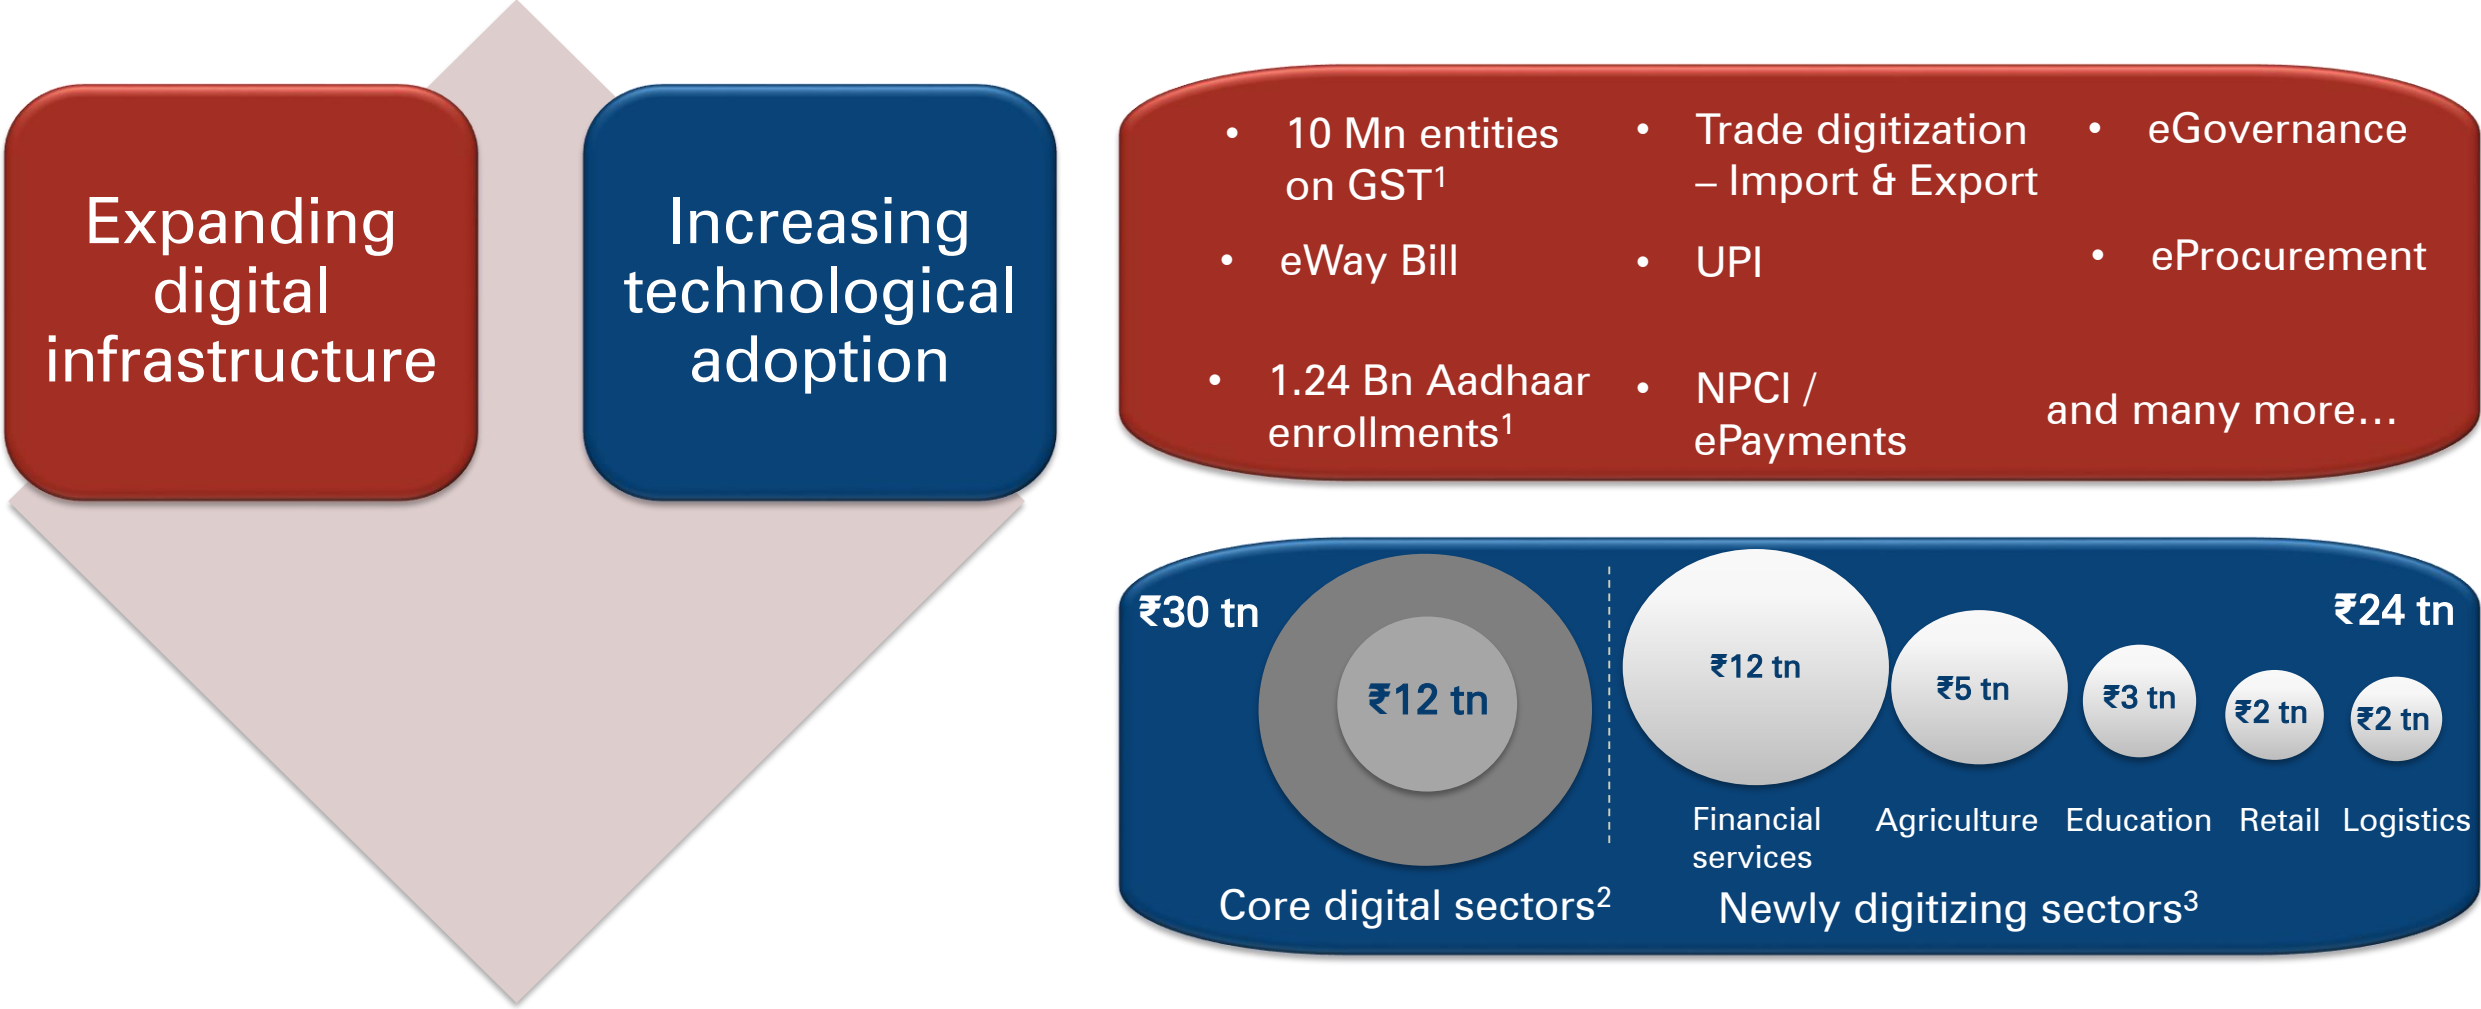 Expanding
digital
infrastructure
Increasing
technological
adoption
• 10 Mn entities
on GST¹
• eWay Bill
• 1.24 Bn Aadhaar
enrollments¹
• Trade digitization
– Import & Export
• UPI
• NPCI /
ePayments
• eGovernance
• eProcurement
and many more...
₹30 tn
₹12 tn
Core digital sectors²
₹24 tn
₹12 tn
₹5 tn
₹3 tn
₹2 tn
₹2 tn
Financial
services
Agriculture
Education
Retail
Logistics
Newly digitizing sectors³